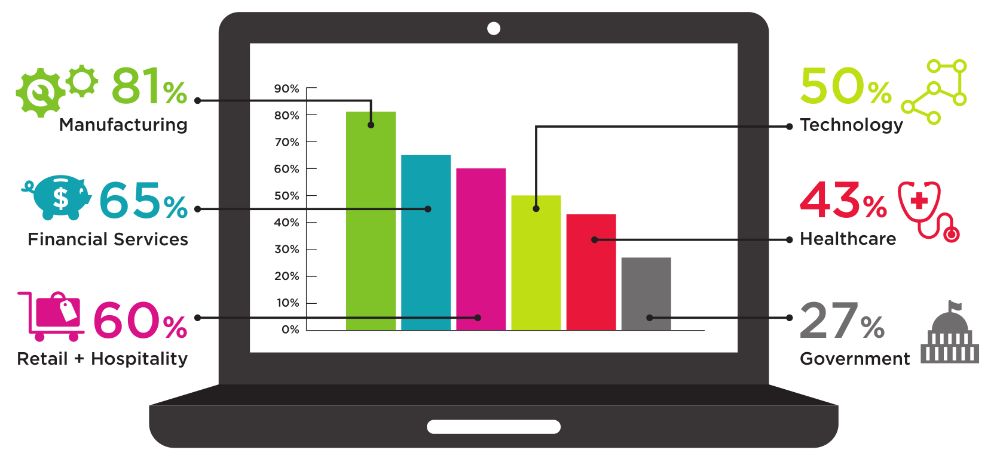 81%
Manufacturing
65%
Financial Services
$
60%
Retail + Hospitality
90%
80%
70%
60%
50%
40%
30%
20%
10%
0%
50%
Technology
43%
Healthcare
27%
Government